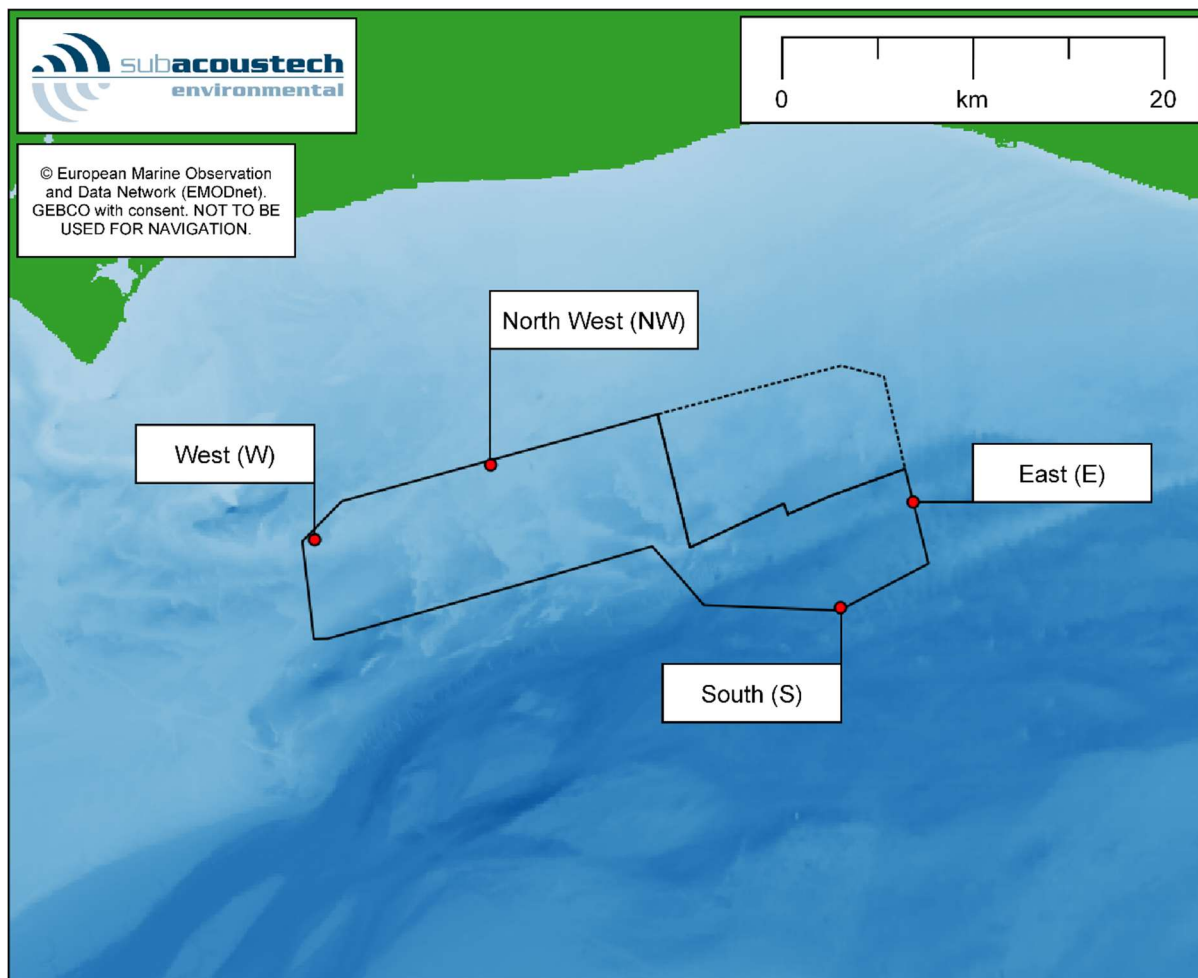 subacoustech
environmental
0 km 20
© European Marine Observation
and Data Network (EMODnet).
GEBCO with consent. NOT TO BE
USED FOR NAVIGATION.
North West (NW)
West (W)
East (E)
South (S)